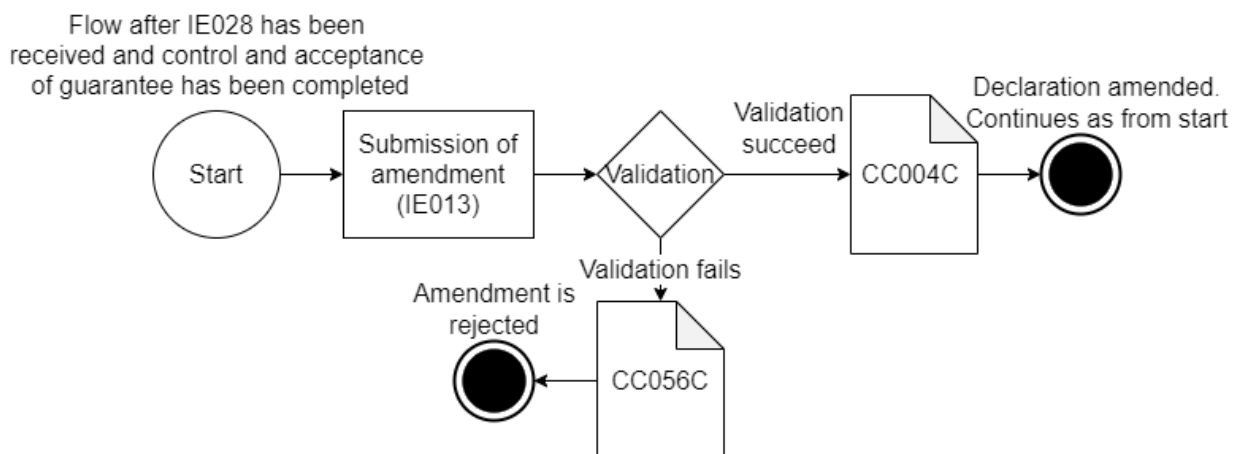 Flow after IE028 has been
received and control and acceptance
of guarantee has been completed
Start
Submission of
amendment
(IE013)
Validation
Validation
succeed
CC004C
Declaration amended.
Continues as from start
Validation fails
CC056C
Amendment is
rejected